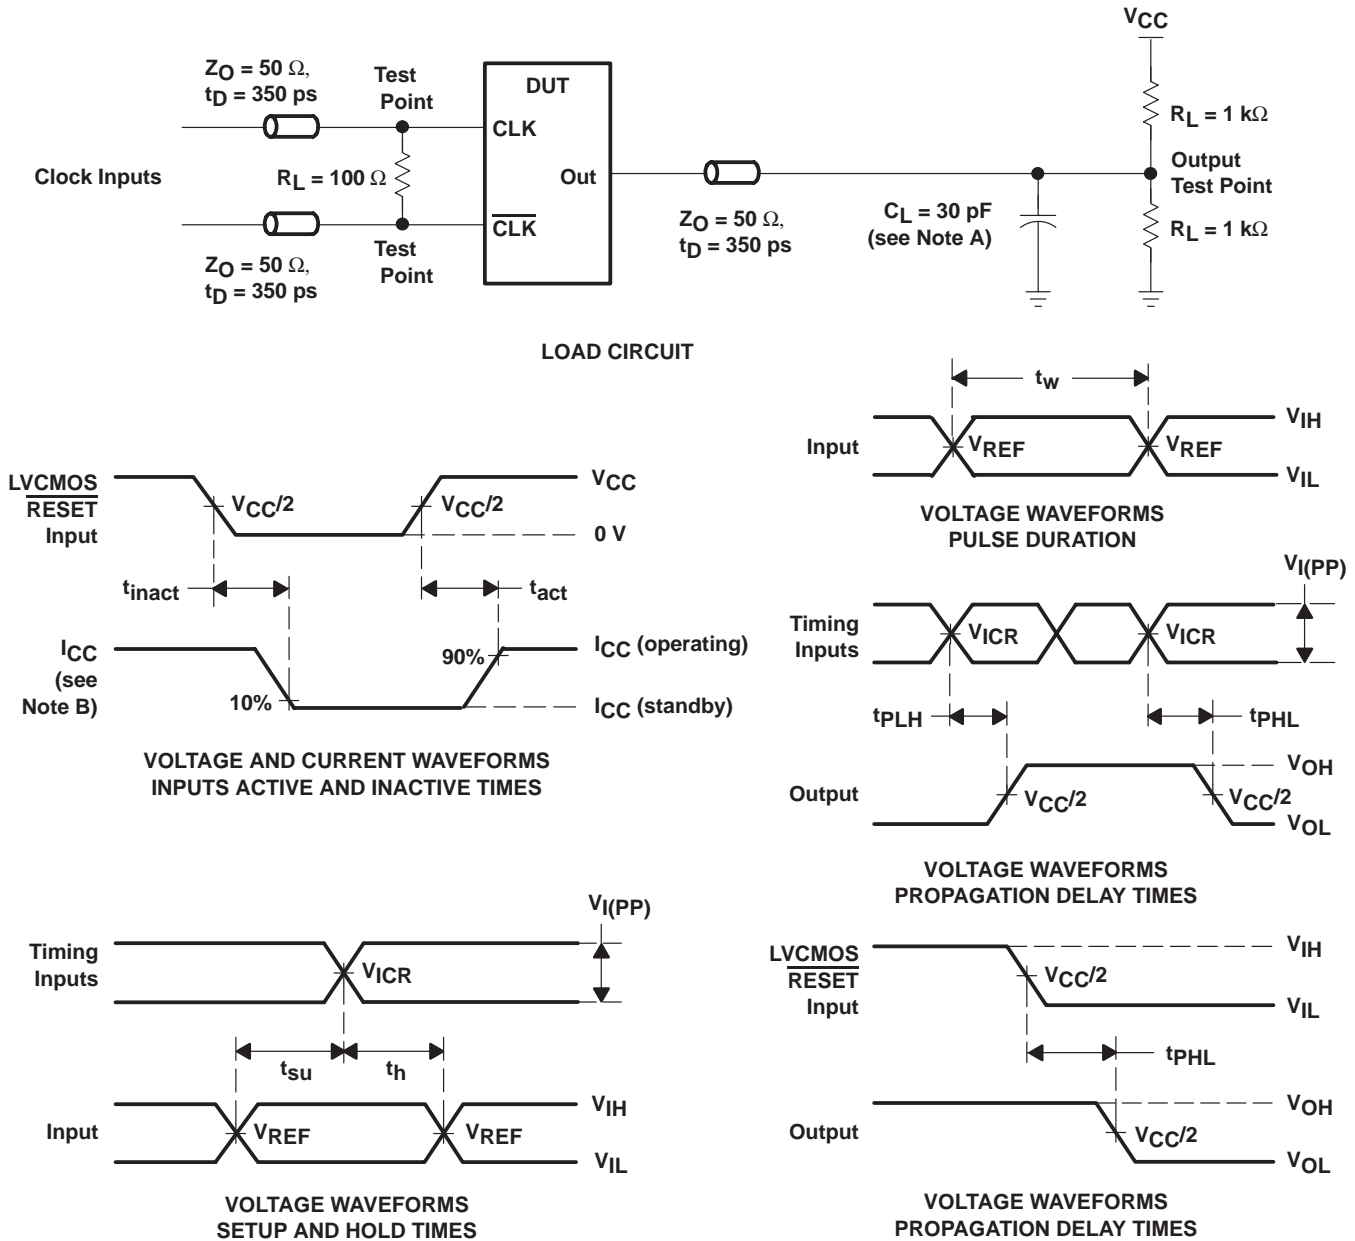 VCC
ZO = 50 Ω,
tD = 350 ps
Test
Point
DUT
CLK
RL = 1 kΩ
Clock Inputs
RL = 100 Ω
Out
Output
Test Point
CLK
ZO = 50 Ω,
tD = 350 ps
Test
Point
ZO = 50 Ω,
tD = 350 ps
CL = 30 pF
(see Note A)
RL = 1 kΩ
LOAD CIRCUIT
tw
Input
VREF
VREF
VIH
VIL
VOLTAGE WAVEFORMS
PULSE DURATION
LVCMOS
RESET
Input
VCC/2
VCC/2
VCC
0 V
tinact
tact
ICC
(see
Note B)
10%
90%
ICC (operating)
ICC (standby)
VOLTAGE AND CURRENT WAVEFORMS
INPUTS ACTIVE AND INACTIVE TIMES
VI(PP)
Timing
Inputs
VICR
VICR
tPLH
tPHL
Output
VCC/2
VCC/2
VOH
VOL
VOLTAGE WAVEFORMS
PROPAGATION DELAY TIMES
VI(PP)
Timing
Inputs
VICR
tsu
th
Input
VREF
VREF
VIH
VIL
VOLTAGE WAVEFORMS
SETUP AND HOLD TIMES
LVCMOS
RESET
Input
VCC/2
VIH
VIL
tPHL
Output
VCC/2
VOH
VOL
VOLTAGE WAVEFORMS
PROPAGATION DELAY TIMES